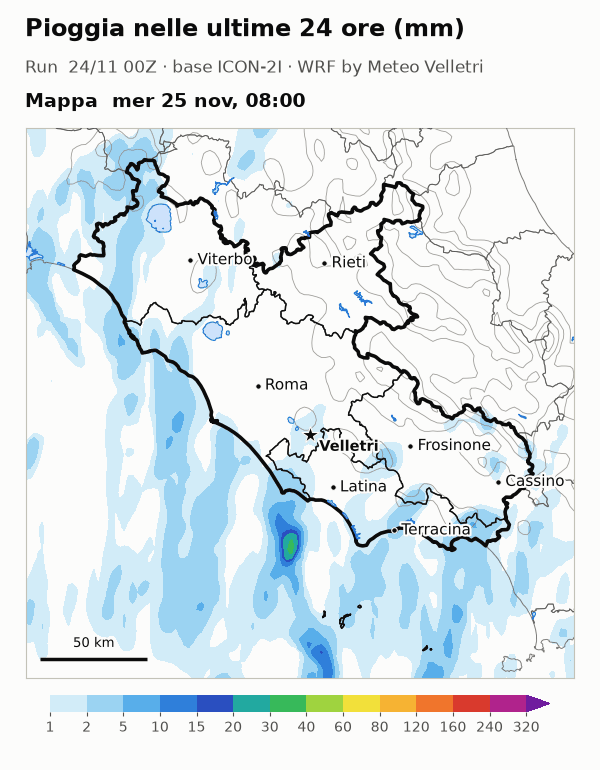 Pioggia nelle ultime 24 ore (mm)
Run 24/11 00Z · base ICON-2I · WRF by Meteo Velletri
Mappa mer 25 nov, 08:00
Viterbo
Rieti
Roma
Velletri
Frosinone
Latina
Cassino
Terracina
50 km
1 2 5 10 15 20 30 40 60 80 120 160 240 320